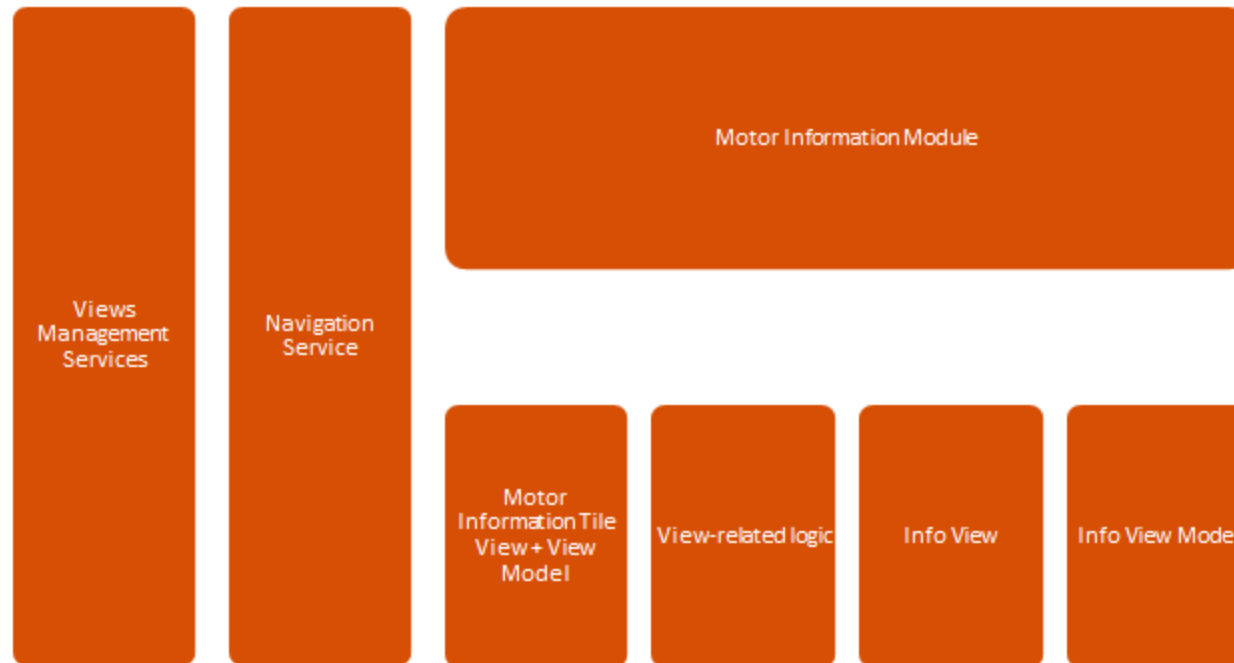 Motor Information Module
Views
Management
Services
Navigation
Service
Motor
Information Tile
View + View
Model
View-related logic
Info View
Info View Mode